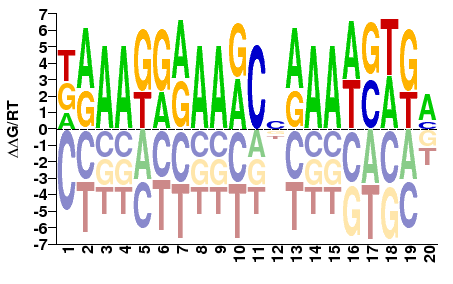 7
6
5
4
3
2
1
0
-1
-2
-3
-4
-5
-6
-7
ΔΔG/RT
T G A C
A G C T
A C G T
A C G T
G T A C
G A C T
A G C T
A C G T
A C G T
G A C T
C A G T
C
A G C T
A C G T
A C G T
A T C G
G C A T
T A C G
G T A C
A C G T
1 2 3 4 5 6 7 8 9 10 11 12 13 14 15 16 17 18 19 20